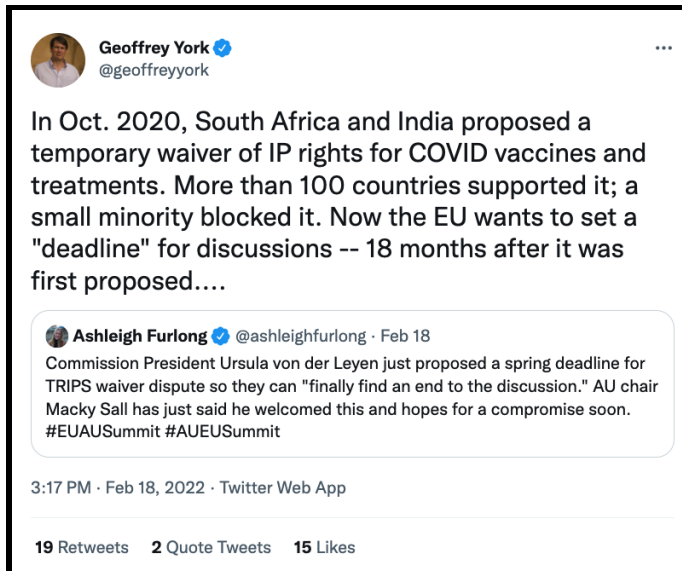 Geoffrey York
@geoffreyyork
In Oct. 2020, South Africa and India proposed a
temporary waiver of IP rights for COVID vaccines and
treatments. More than 100 countries supported it; a
small minority blocked it. Now the EU wants to set a
"deadline" for discussions -- 18 months after it was
first proposed....
Ashleigh Furlong @ashleighfurlong · Feb 18
Commission President Ursula von der Leyen just proposed a spring deadline for
TRIPS waiver dispute so they can "finally find an end to the discussion." AU chair
Macky Sall has just said he welcomed this and hopes for a compromise soon.
#EUAUSummit #AUEUSummit
3:17 PM · Feb 18, 2022 · Twitter Web App
19 Retweets 2 Quote Tweets 15 Likes